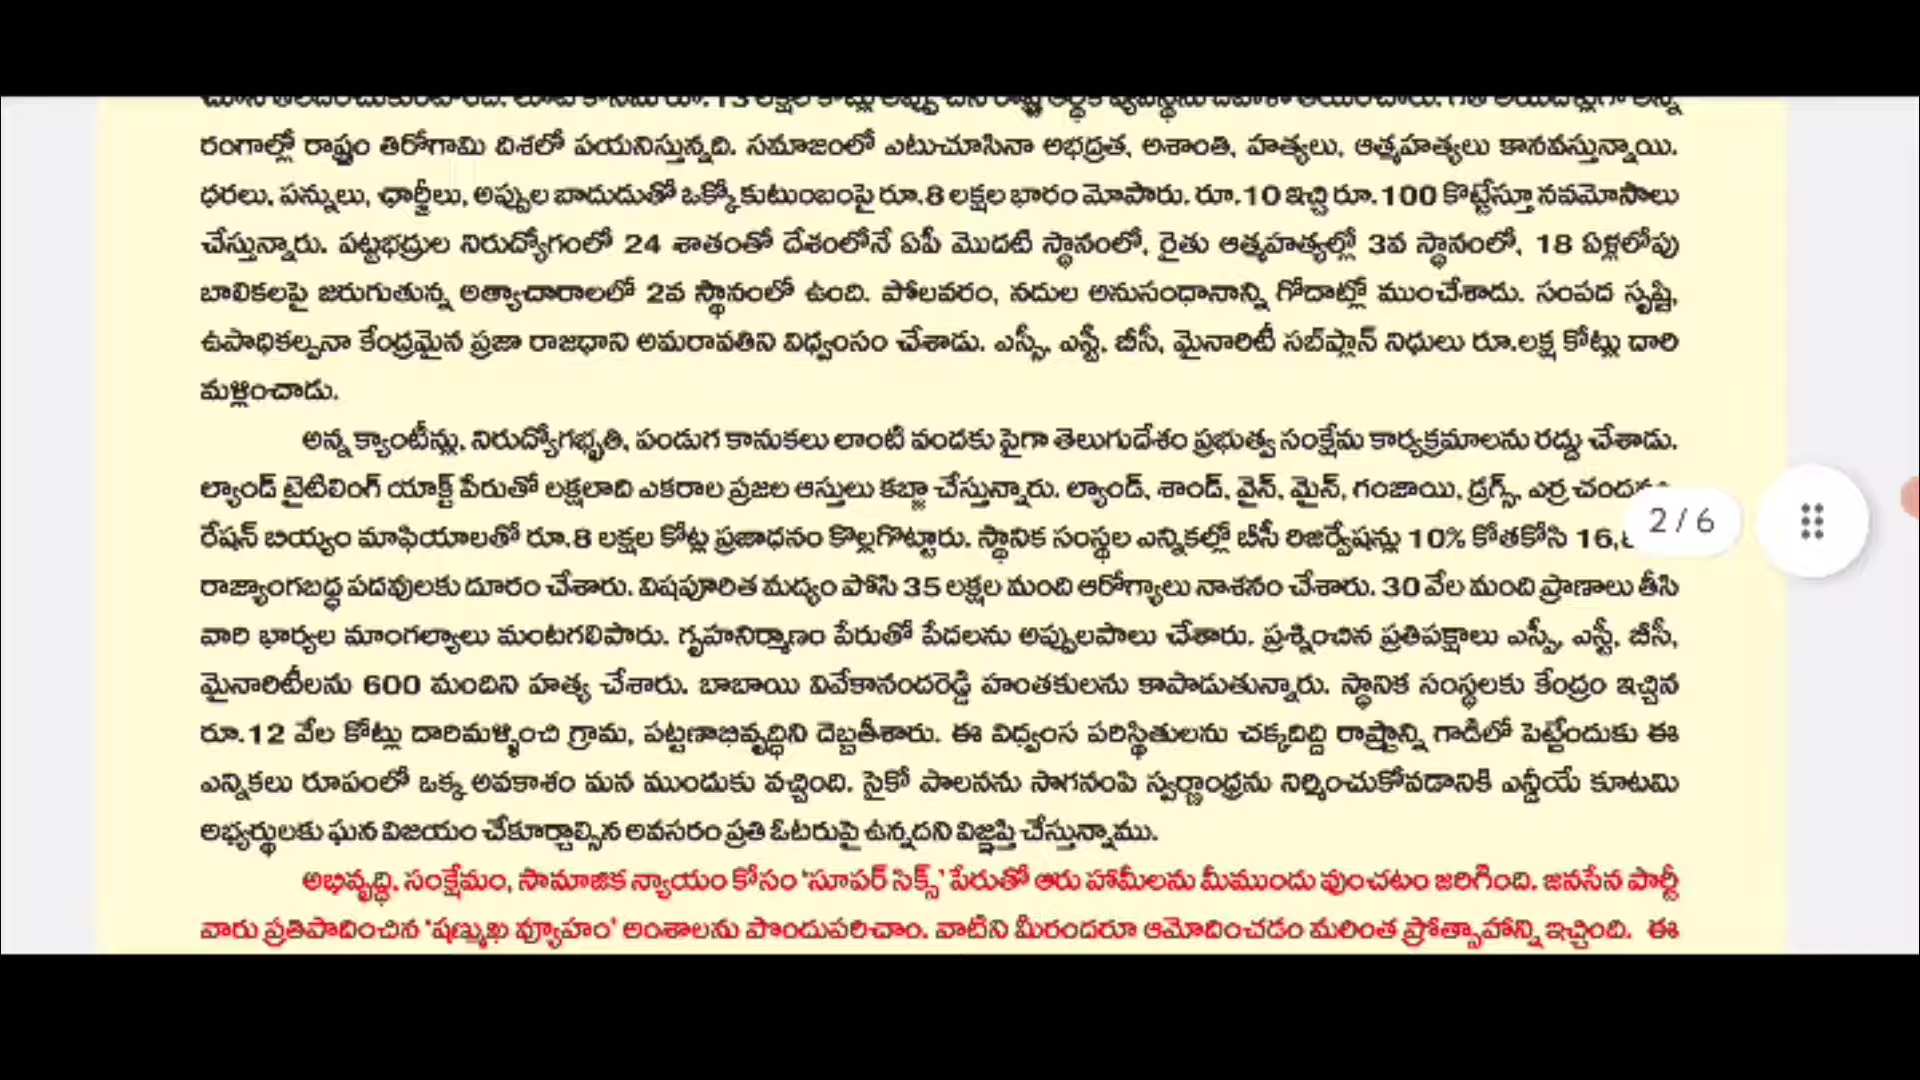 రంగాల్లో రాష్ట్రం తిరోగామి దిశలో పయనిస్తున్నది. సమాజంలో ఎటుచూసినా అభద్రత, అశాంతి, హత్యలు, ఆత్మహత్యలు కానవస్తున్నాయి.
ధరలు, పన్నులు, ఛార్జీలు, అప్పుల బాదుడుతో ఒక్కోకుటుంబంపై రూ.8 లక్షల భారం మోపారు. రూ.10 ఇచ్చి రూ.100 కొట్టేస్తూ నవమోసాలు
చేస్తున్నారు. పట్టభద్రుల నిరుద్యోగంలో 24 శాతంతో దేశంలోనే ఏపీ మొదటి స్థానంలో, రైతు ఆత్మహత్యల్లో 3వ స్థానంలో, 18 ఏళ్లలోపు
బాలికలపై జరుగుతున్న అత్యాచారాలలో 2వ స్థానంలో ఉంది. పోలవరం, నదుల అనుసంధానాన్ని గోదాట్లో ముంచేశాడు. సంపద సృష్టి,
ఉపాధికల్పనా కేంద్రమైన ప్రజా రాజధాని అమరావతిని విధ్వంసం చేశాడు. ఎస్సీ, ఎస్టీ, బీసీ, మైనారిటీ సబ్‌ప్లాన్ నిధులు రూ.లక్ష కోట్లు దారి
మళ్లించాడు.
అన్న క్యాంటీన్లు, నిరుద్యోగభృతి, పండుగ కానుకలు లాంటి వందకు పైగా తెలుగుదేశం ప్రభుత్వ సంక్షేమ కార్యక్రమాలను రద్దు చేశాడు.
ల్యాండ్ టైటిలింగ్ యాక్ట్ పేరుతో లక్షలాది ఎకరాల ప్రజల ఆస్తులు కబ్జా చేస్తున్నారు. ల్యాండ్, శాండ్, వైన్, మైన్, గంజాయి, డ్రగ్స్, ఎర్ర
రేషన్ బియ్యం మాఫియాలతో రూ.8 లక్షల కోట్ల ప్రజాధనం కొల్లగొట్టారు. స్థానిక సంస్థల ఎన్నికల్లో బీసీ రిజర్వేషన్లు 10% కోతకోసి
2 / 6
రాజ్యాంగబద్ధ పదవులకు దూరం చేశారు. విషపూరిత మద్యం పోసి 35 లక్షల మంది ఆరోగ్యాలు నాశనం చేశారు. 30 వేల మంది ప్రాణాలు తీసి
వారి భార్యల మాంగల్యాలు మంటగలిపారు. గృహనిర్మాణం పేరుతో పేదలను అప్పులపాలు చేశారు. ప్రశ్నించిన ప్రతిపక్షాలు ఎస్సీ, ఎస్టీ, బీసీ,
మైనారిటీలను 600 మందిని హత్య చేశారు. బాబాయి వివేకానందరెడ్డి హంతకులను కాపాడుతున్నారు. స్థానిక సంస్థలకు కేంద్రం ఇచ్చిన
రూ.12 వేల కోట్లు దారిమళ్ళించి గ్రామ, పట్టణాభివృద్ధిని దెబ్బతీశారు. ఈ విధ్వంస పరిస్థితులను చక్కదిద్ది రాష్ట్రాన్ని గాడిలో పెట్టేందుకు ఈ
ఎన్నికలు రూపంలో ఒక్క అవకాశం మన ముందుకు వచ్చింది. సైకో పాలనను సాగనంపి స్వర్ణాంధ్రను నిర్మించుకోవడానికి ఎన్డీయే కూటమి
అభ్యర్థులకు ఘన విజయం చేకూర్చాల్సిన అవసరం ప్రతి ఓటరుపై ఉన్నదని విజ్ఞప్తి చేస్తున్నాము.
అభివృద్ధి, సంక్షేమం, సామాజిక న్యాయం కోసం 'సూపర్ సిక్స్' పేరుతో ఆరు హామీలను మీముందు వుంచటం జరిగింది. జనసేన పార్టీ
వారు ప్రతిపాదించిన 'షణ్ముఖ వ్యూహం' అంశాలను పొందుపరిచాం. వాటిని మీరందరూ ఆమోదించడం మరింత ప్రోత్సాహాన్ని ఇచ్చింది. ఈ